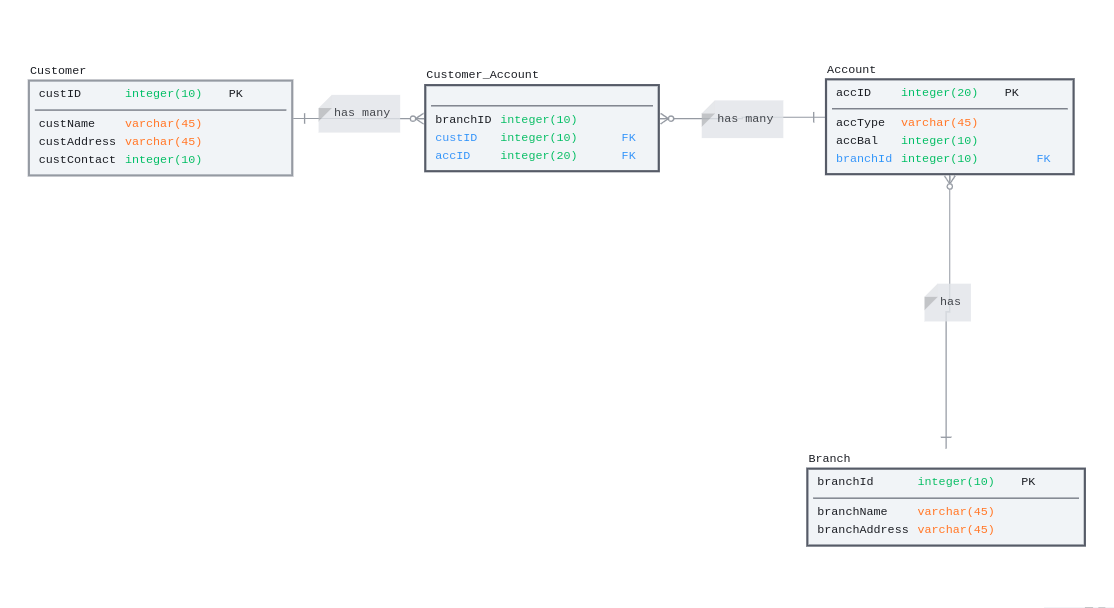 Customer
custID integer(10) PK
custName varchar(45)
custAddress varchar(45)
custContact integer(10)
has many
Customer_Account
branchID integer(10)
custID integer(10) FK
accID integer(20) FK
has many
Account
accID integer(20) PK
accType varchar(45)
accBal integer(10)
branchId integer(10) FK
has
Branch
branchId integer(10) PK
branchName varchar(45)
branchAddress varchar(45)